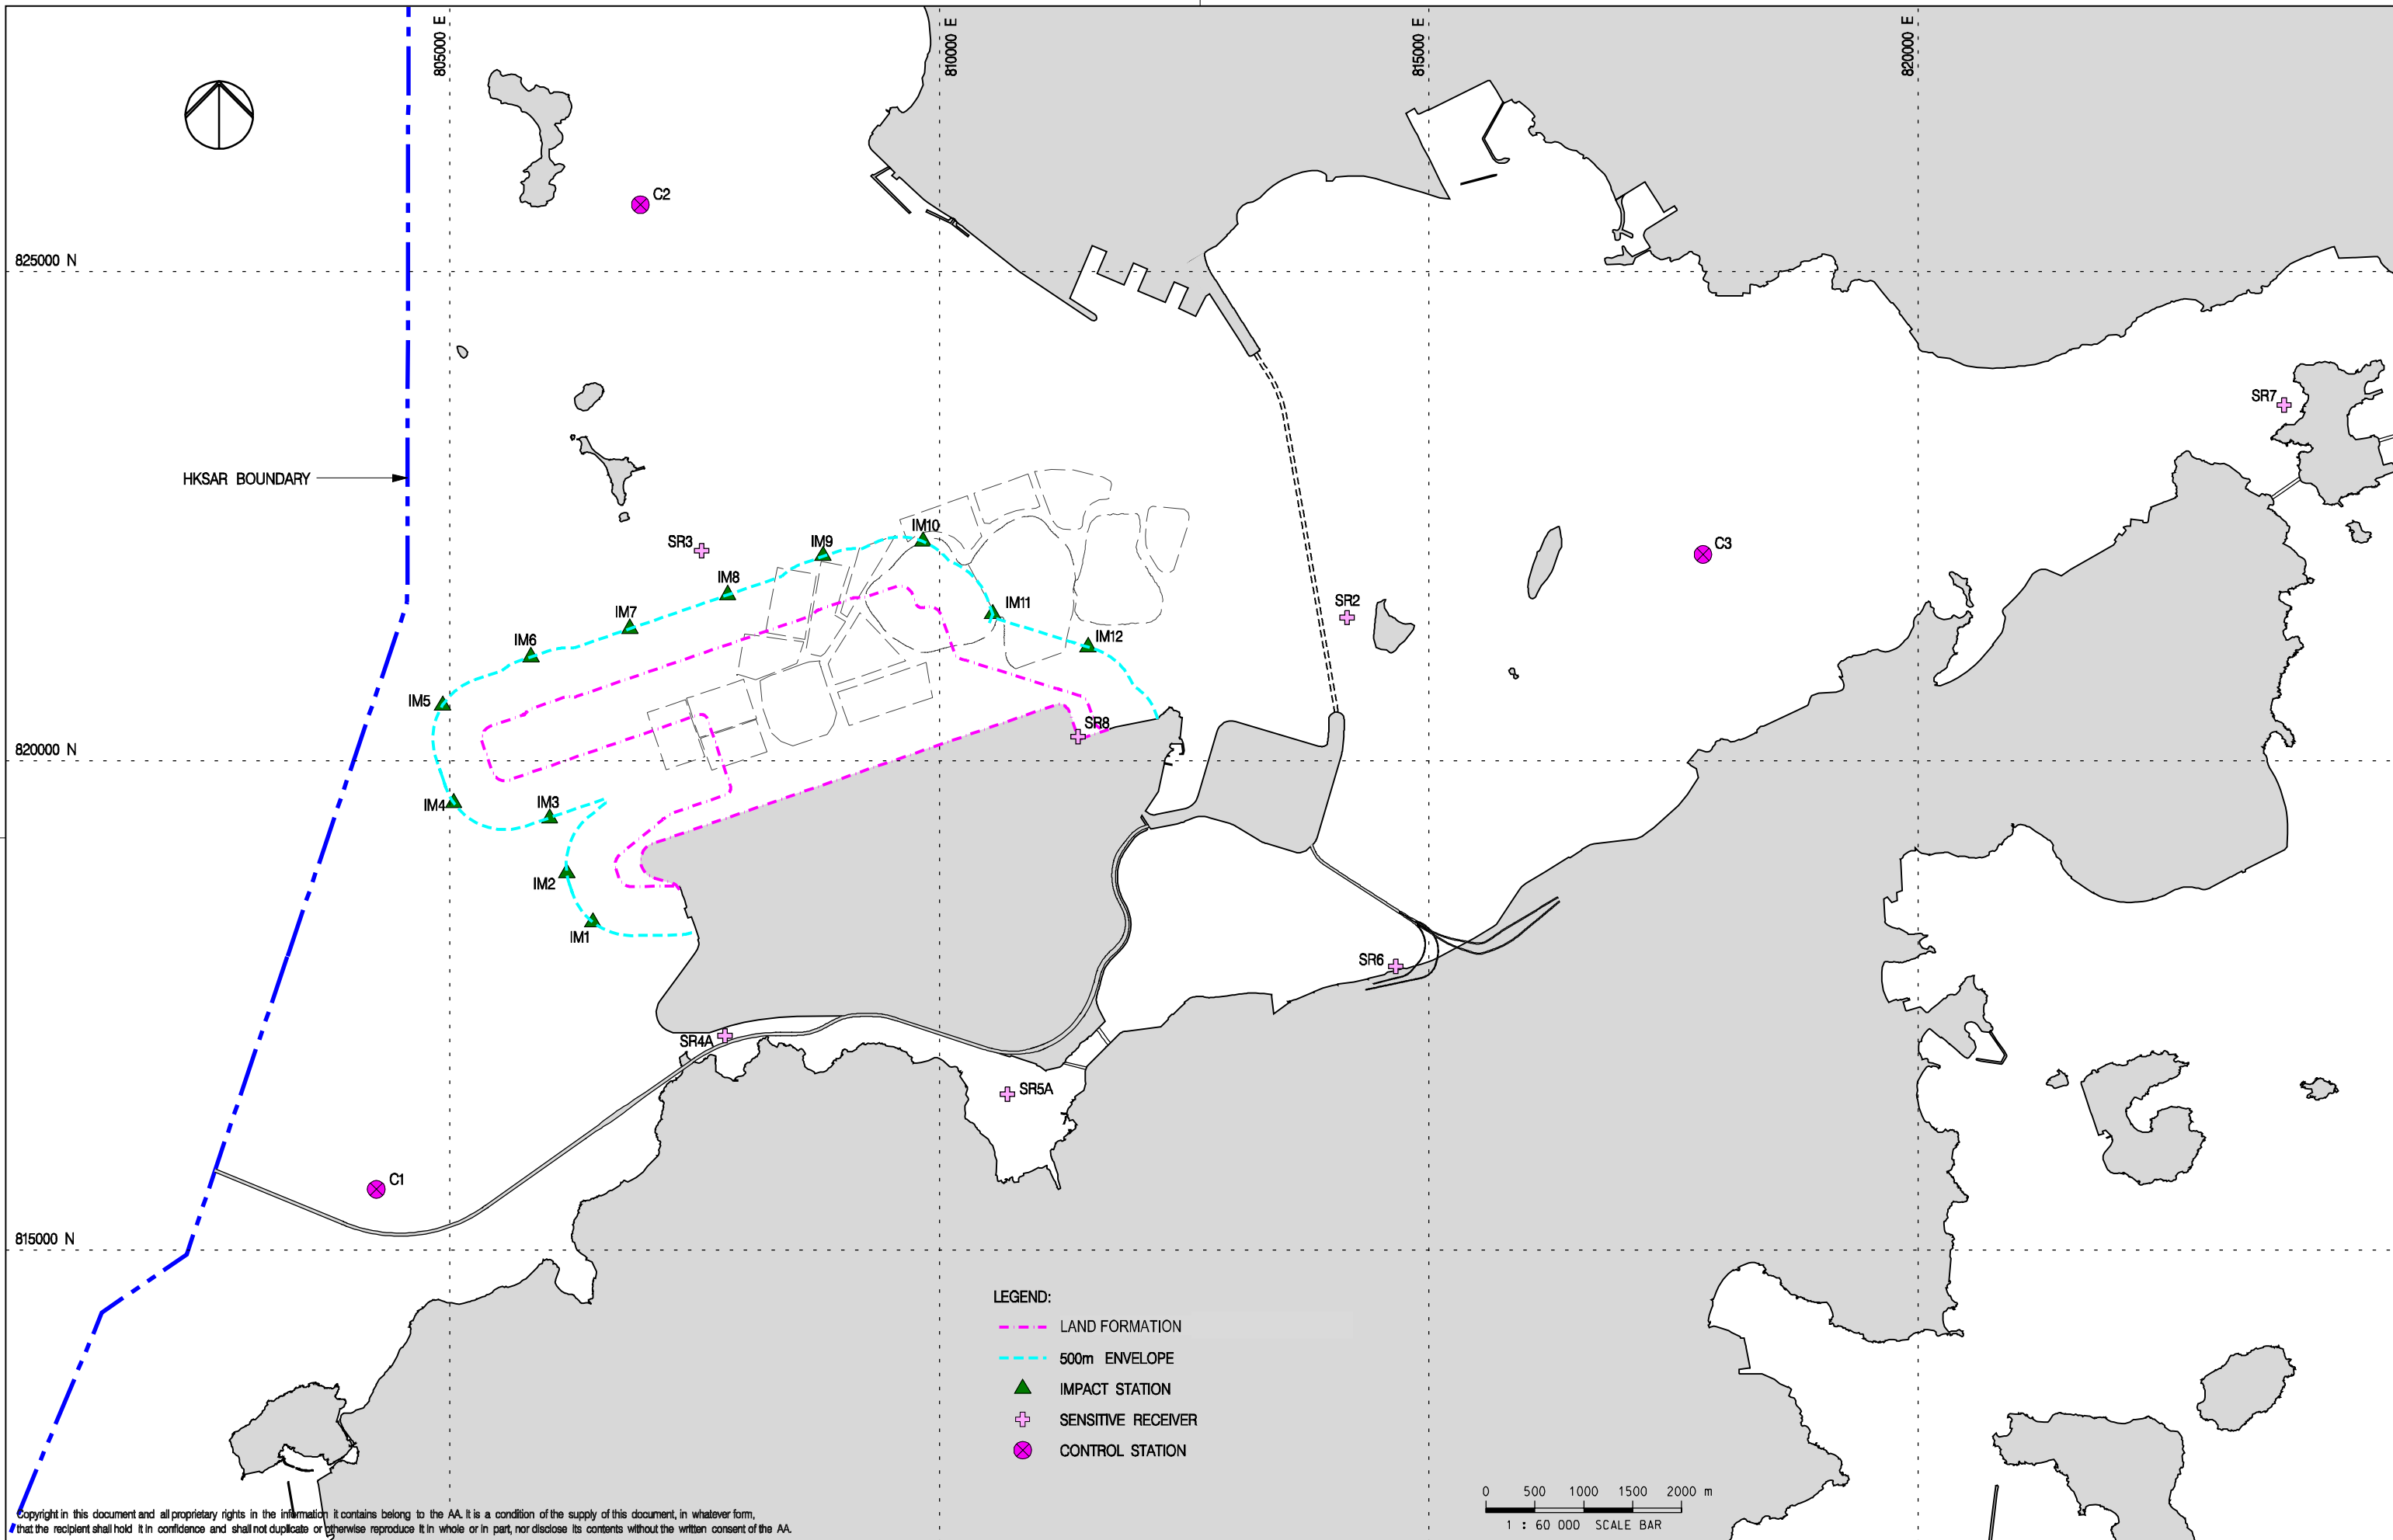 805000 E
810000 E
815000 E
820000 E
C2
825000 N
SR7
HKSAR BOUNDARY
IM10
SR3
IM9
C3
IM8
SR2
IM7
IM11
IM6
IM12
IM5
SR8
820000 N
IM4
IM3
IM2
IM1
SR6
SR4A
SR5A
C1
815000 N
LEGEND:
LAND FORMATION
500m ENVELOPE
IMPACT STATION
SENSITIVE RECEIVER
CONTROL STATION
0 500 1000 1500 2000 m
1 : 60 000 SCALE BAR
Copyright in this document and all proprietary rights in the information it contains belong to the AA. It is a condition of the supply of this document, in whatever form,
that the recipient shall hold it in confidence and shall not duplicate or otherwise reproduce it in whole or in part, nor disclose its contents without the written consent of the AA.